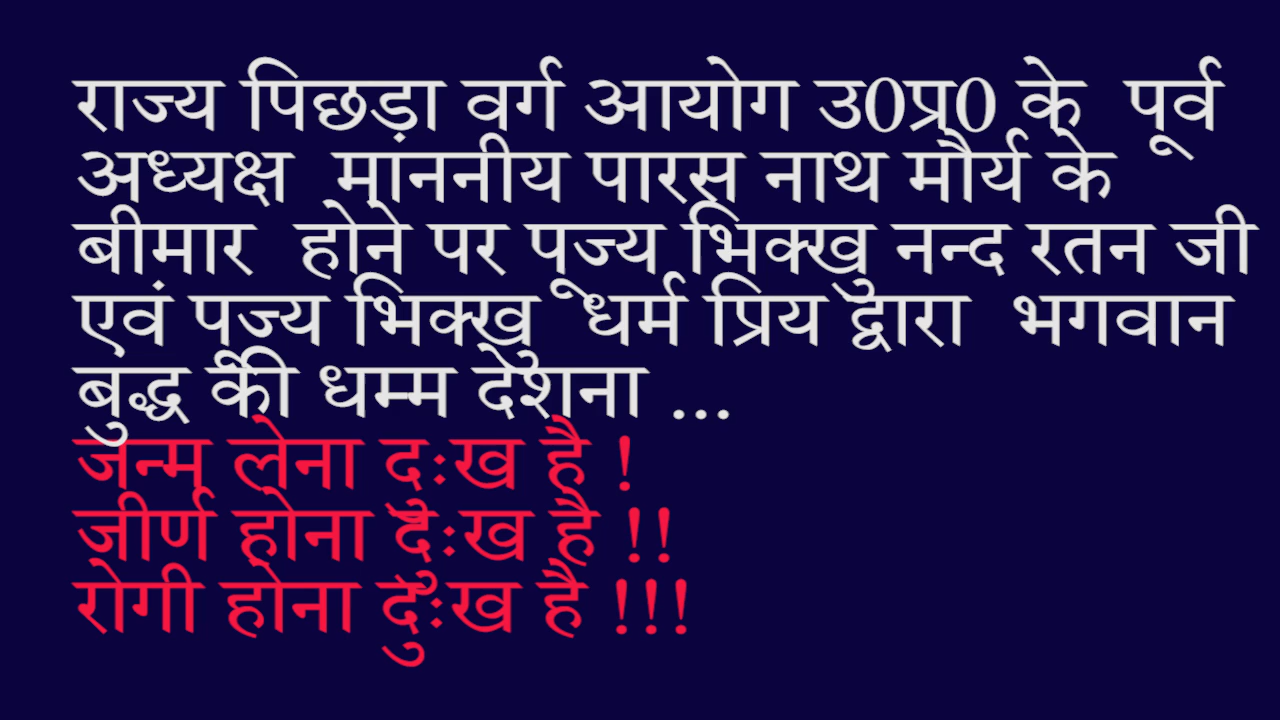 राज्य पिछड़ा वर्ग आयोग उ0प्र0 के पूर्व
अध्यक्ष माननीय पारस नाथ मौर्य के
बीमार होने पर पूज्य भिक्खु नन्द रतन जी
एवं पूज्य भिक्खु धर्म प्रिय द्वारा भगवान
बुद्ध की धम्म देशना ...
जन्म लेना दुःख है !
जीर्ण होना दुःख है !!
रोगी होना दुःख है !!!